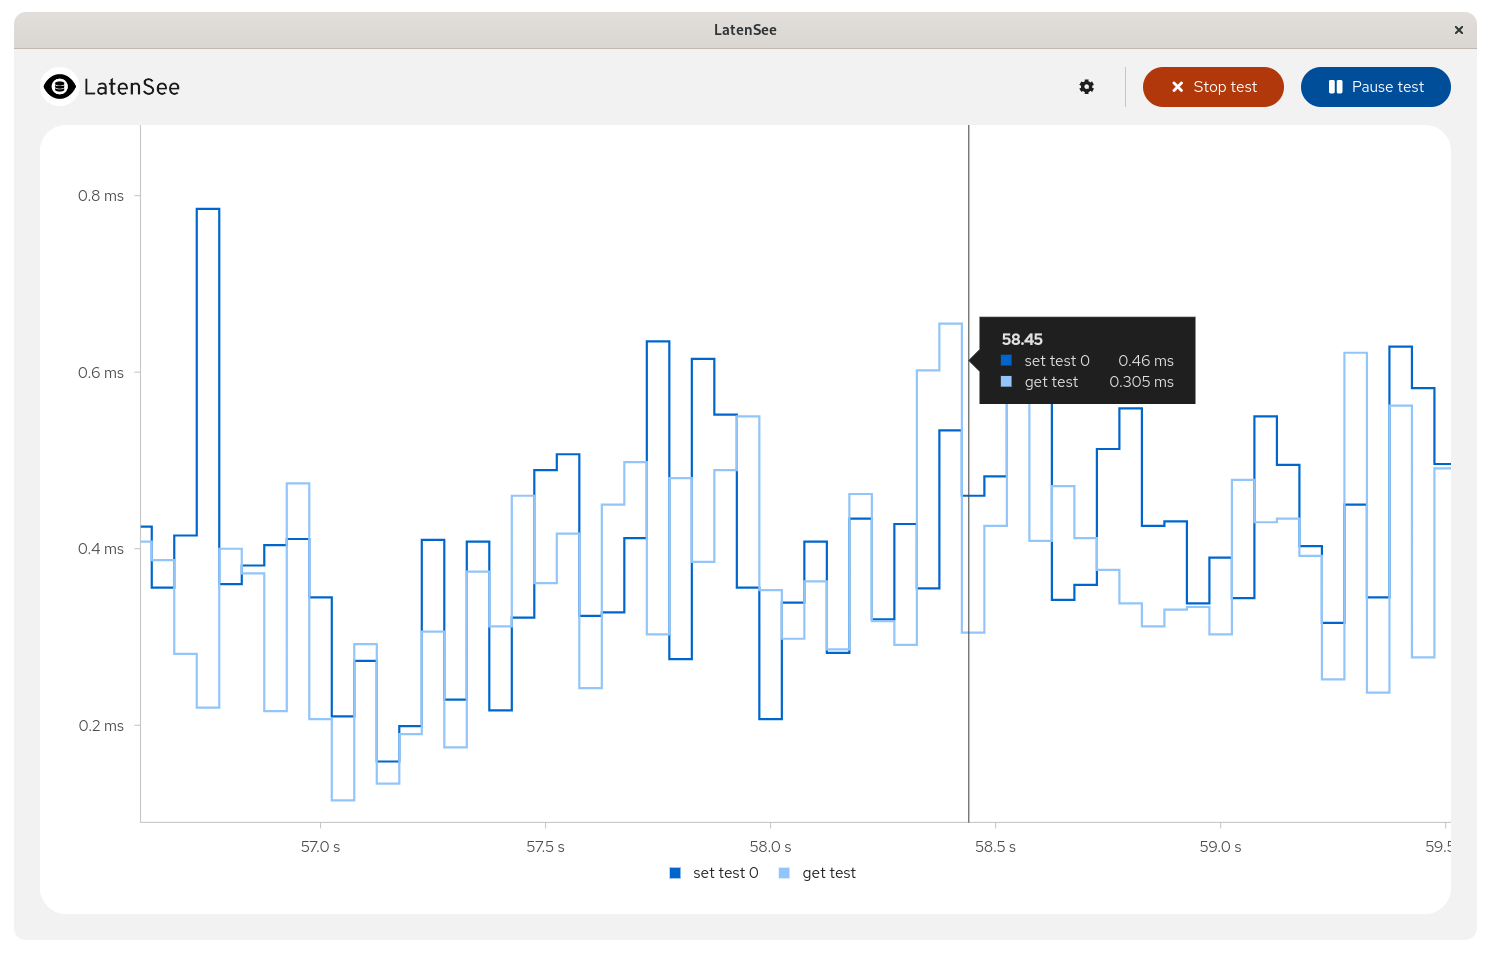 LatenSee
LatenSee
Stop test
Pause test
0.8 ms
0.6 ms
0.4 ms
0.2 ms
58.45
set test 0 0.46 ms
get test 0.305 ms
57.0 s 57.5 s 58.0 s 58.5 s 59.0 s 59.5
set test 0 get test